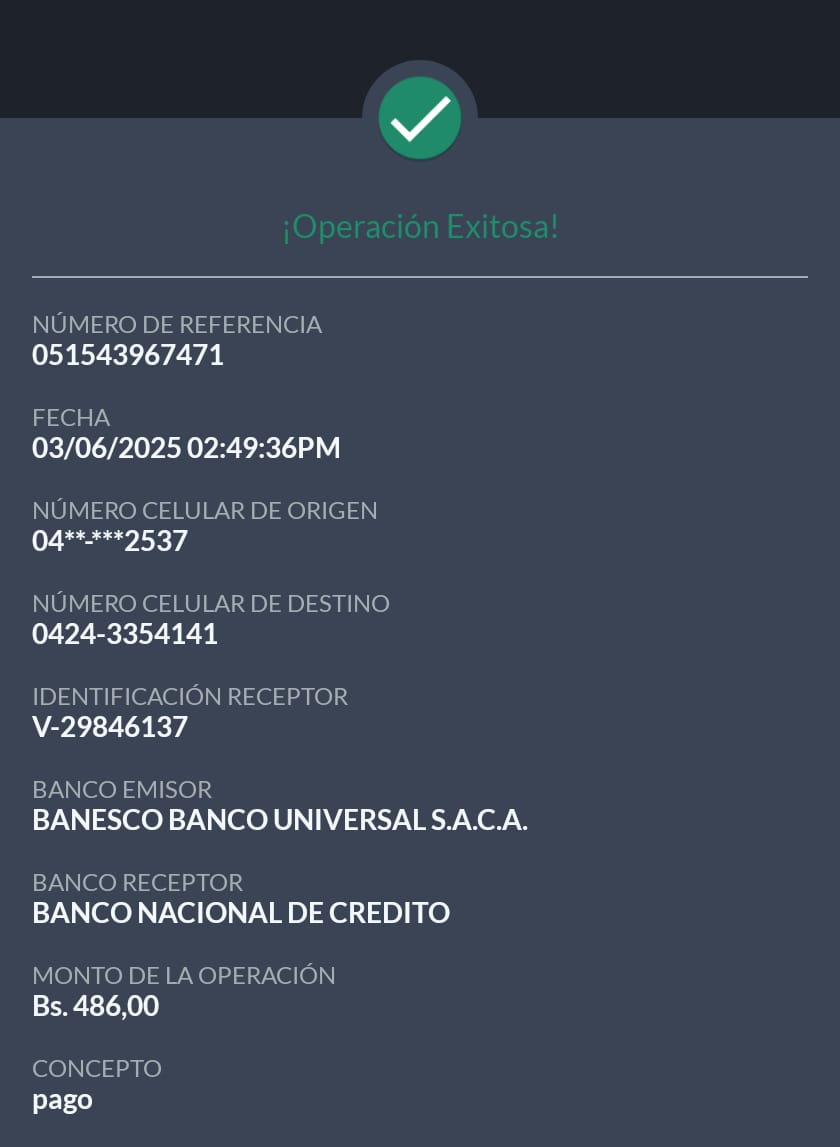 ¡Operación Exitosa!
NÚMERO DE REFERENCIA
051543967471
FECHA
03/06/2025 02:49:36PM
NÚMERO CELULAR DE ORIGEN
04**-***2537
NÚMERO CELULAR DE DESTINO
0424-3354141
IDENTIFICACIÓN RECEPTOR
V-29846137
BANCO EMISOR
BANESCO BANCO UNIVERSAL S.A.C.A.
BANCO RECEPTOR
BANCO NACIONAL DE CREDITO
MONTO DE LA OPERACIÓN
Bs. 486,00
CONCEPTO
pago